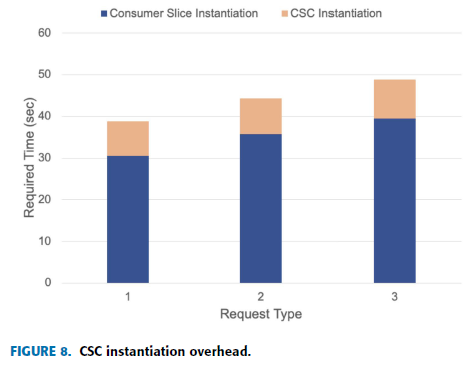 Consumer Slice Instantiation CSC Instantiation
60
50
40
30
20
10
0
Required Time (sec)
1 2 3
Request Type
FIGURE 8. CSC instantiation overhead.